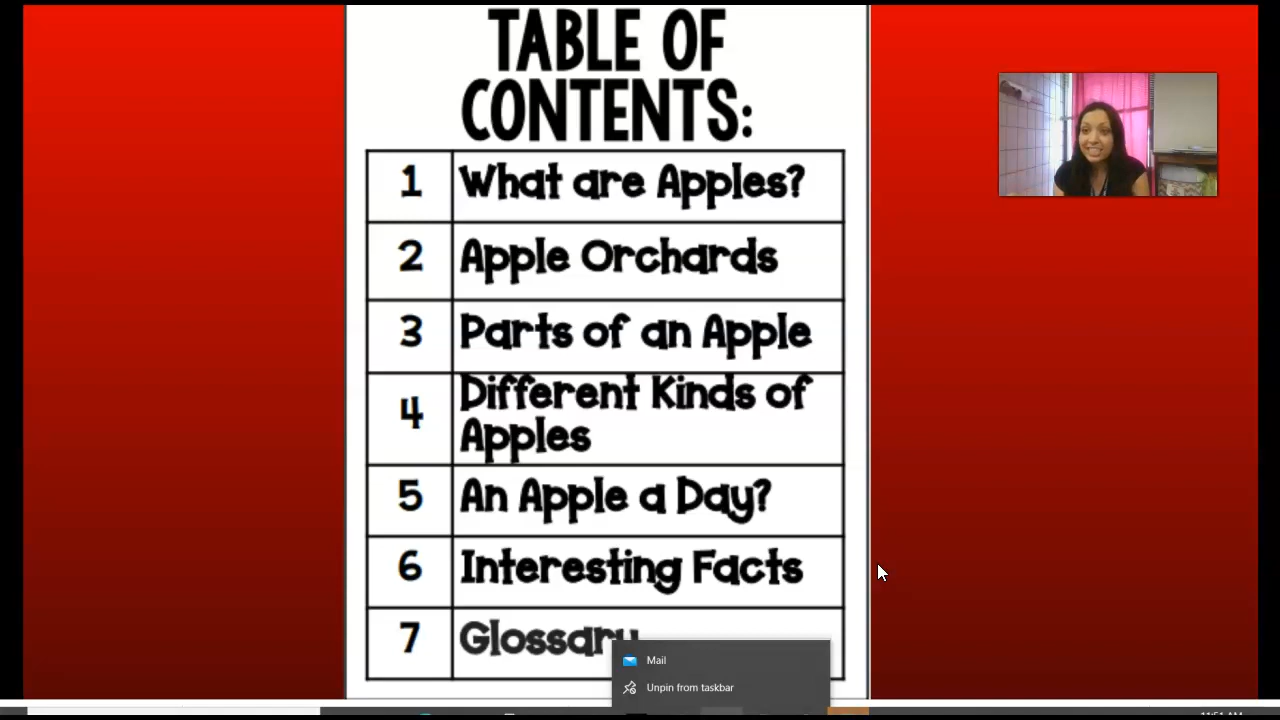 TABLE OF
CONTENTS:
1 What are Apples?
2 Apple Orchards
3 Parts of an Apple
4 Different Kinds of
Apples
5 An Apple a Day?
6 Interesting Facts
7 Glossary
Mail
Unpin from taskbar